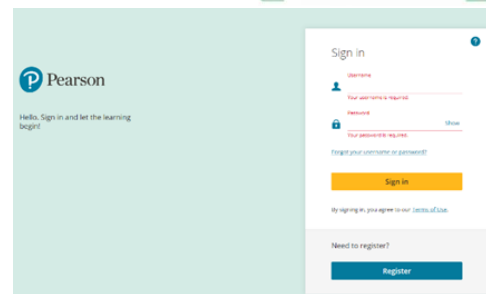 Pearson
Hello. Sign in and let the learning
begin!
Sign in
?
Username
Your username is required.
Password
Show
Your password is required.
Forgot your username or password?
Sign in
By signing in, you agree to our Terms of Use.
Need to register?
Register